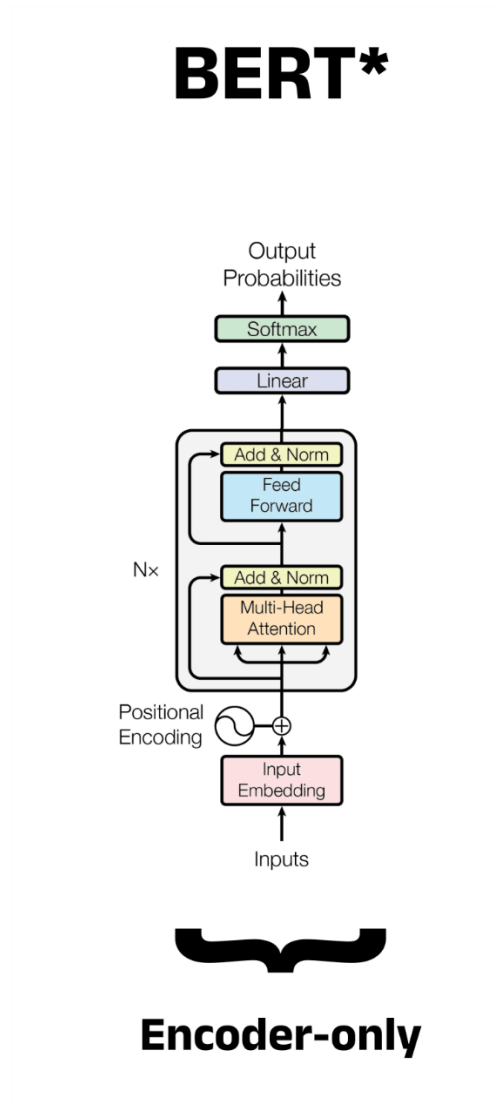 BERT*
Output
Probabilities
Softmax
Linear
Add & Norm
Feed
Forward
N×
Add & Norm
Multi-Head
Attention
Positional
Encoding
Input
Embedding
Inputs
Encoder-only